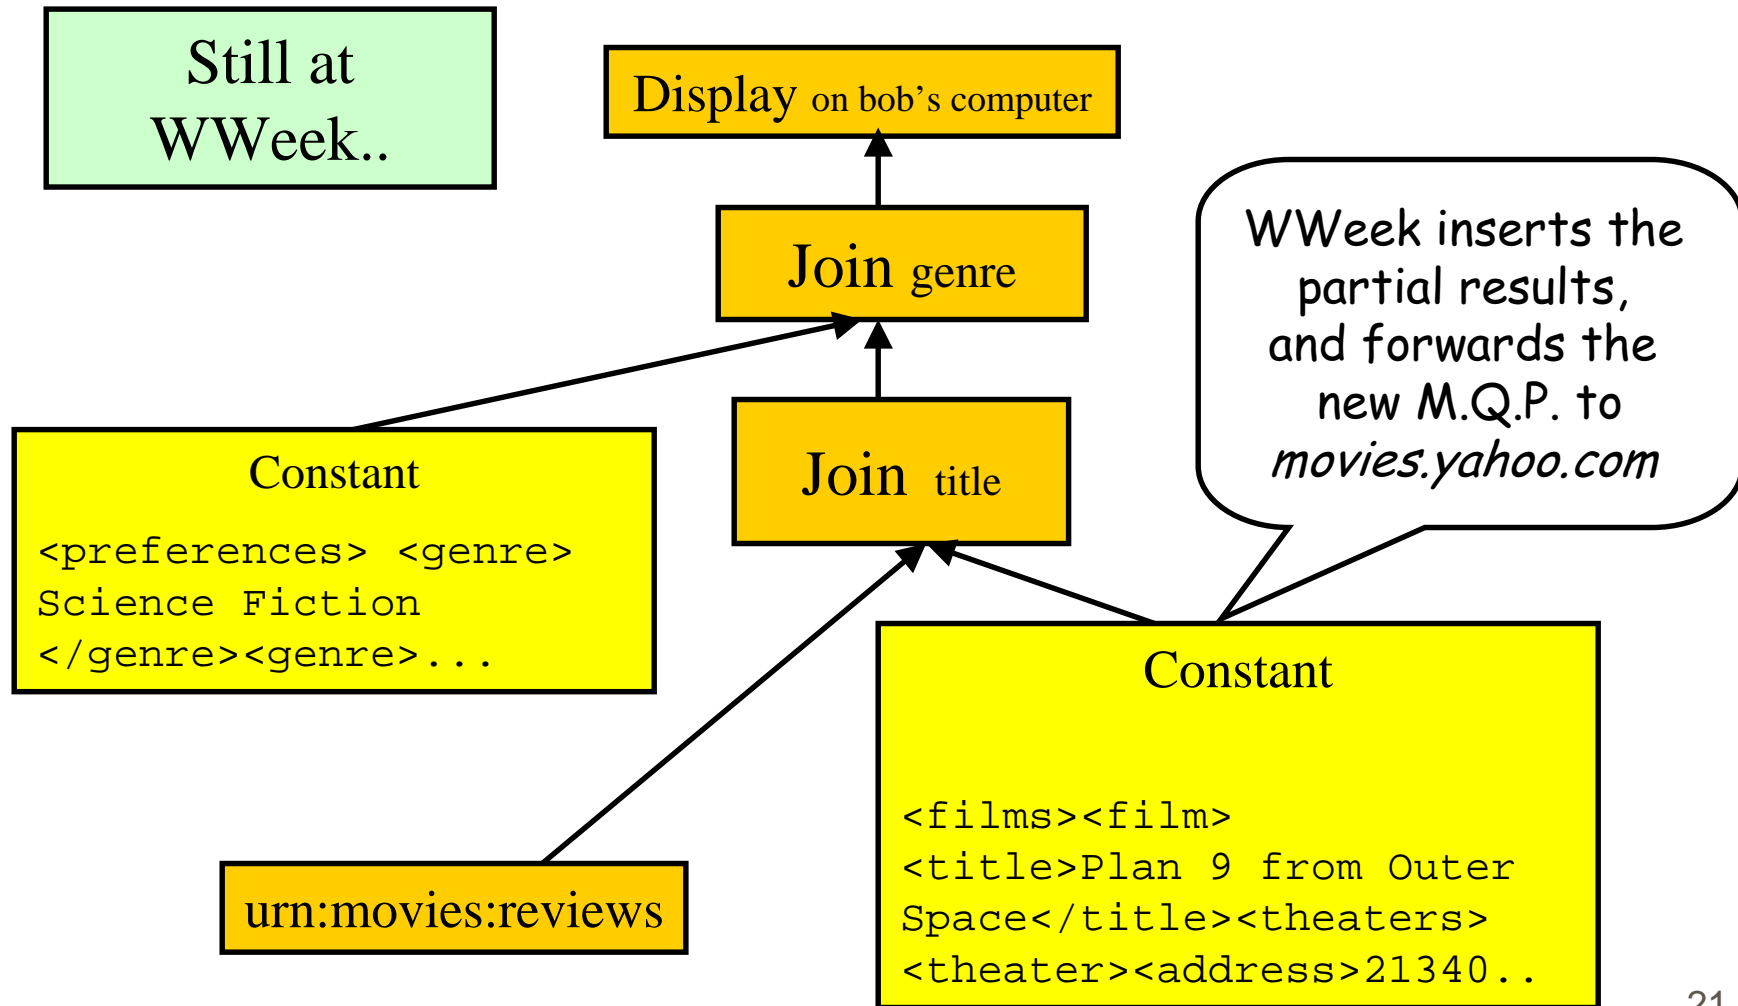 Still at
WWeek..
Display on bob's computer
Join genre
WWeek inserts the
partial results,
and forwards the
new M.Q.P. to
movies.yahoo.com
Constant
<preferences> <genre>
Science Fiction
</genre><genre>...
Join title
Constant
<films><film>
<title>Plan 9 from Outer
Space</title><theaters>
<theater><address>21340..
urn:movies:reviews
21